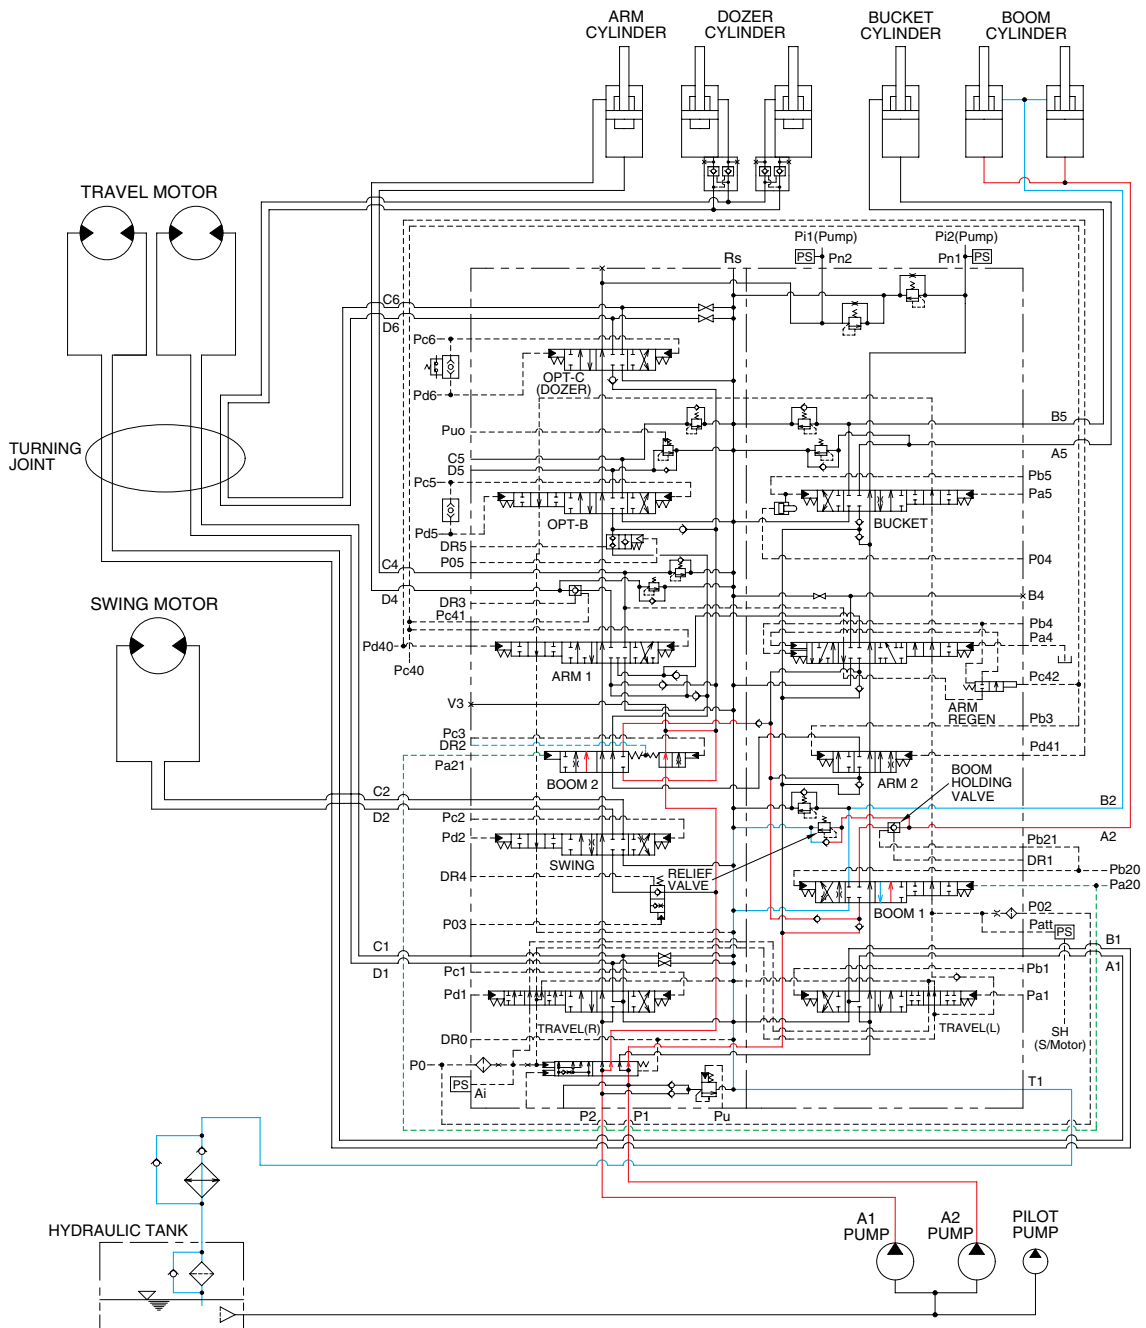 ARM
CYLINDER
DOZER
CYLINDER
BUCKET
CYLINDER
BOOM
CYLINDER
TRAVEL MOTOR
Pi1(Pump)
Pi2(Pump)
Rs
PS
Pn2
Pn1
PS
C6
D6
Pc6
OPT-C
(DOZER)
Pd6
Puo
B5
TURNING
JOINT
C5
A5
D5
Pc5
Pb5
Pa5
OPT-B
BUCKET
Pd5
DR5
P05
P04
C4
D4
B4
SWING MOTOR
DR3
Pc41
Pb4
Pa4
Pd40
Pc40
ARM 1
Pc42
ARM
REGEN
V3
Pb3
Pc3
DR2
Pd41
Pa21
BOOM 2
ARM 2
BOOM
HOLDING
VALVE
C2
B2
D2
Pc2
Pd2
A2
Pb21
SWING
DR1
RELIEF
VALVE
Pb20
DR4
Pa20
BOOM 1
P02
P03
Patt
PS
C1
B1
D1
A1
Pc1
Pb1
Pd1
Pa1
TRAVEL(R)
TRAVEL(L)
DR0
SH
(S/Motor)
P0
PS
Ai
T1
P2
P1
Pu
HYDRAULIC TANK
A1
PUMP
A2
PUMP
PILOT
PUMP